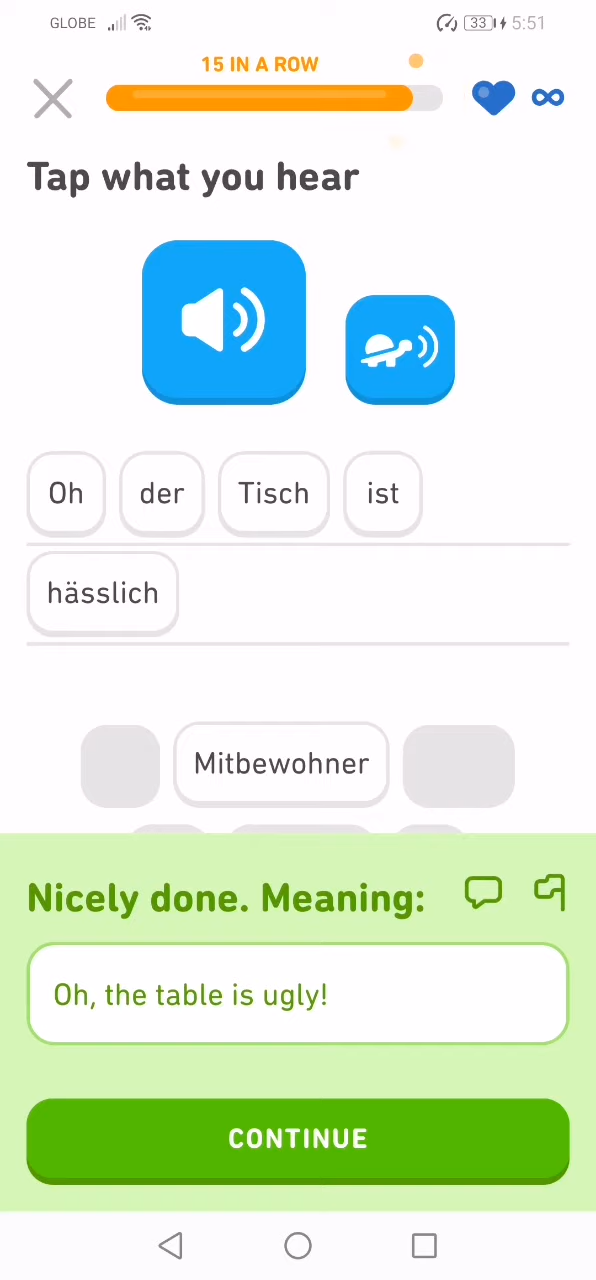 GLOBE 33 5:51
15 IN A ROW
Tap what you hear
Oh der Tisch ist
hässlich
Mitbewohner
Nicely done. Meaning:
Oh, the table is ugly!
CONTINUE